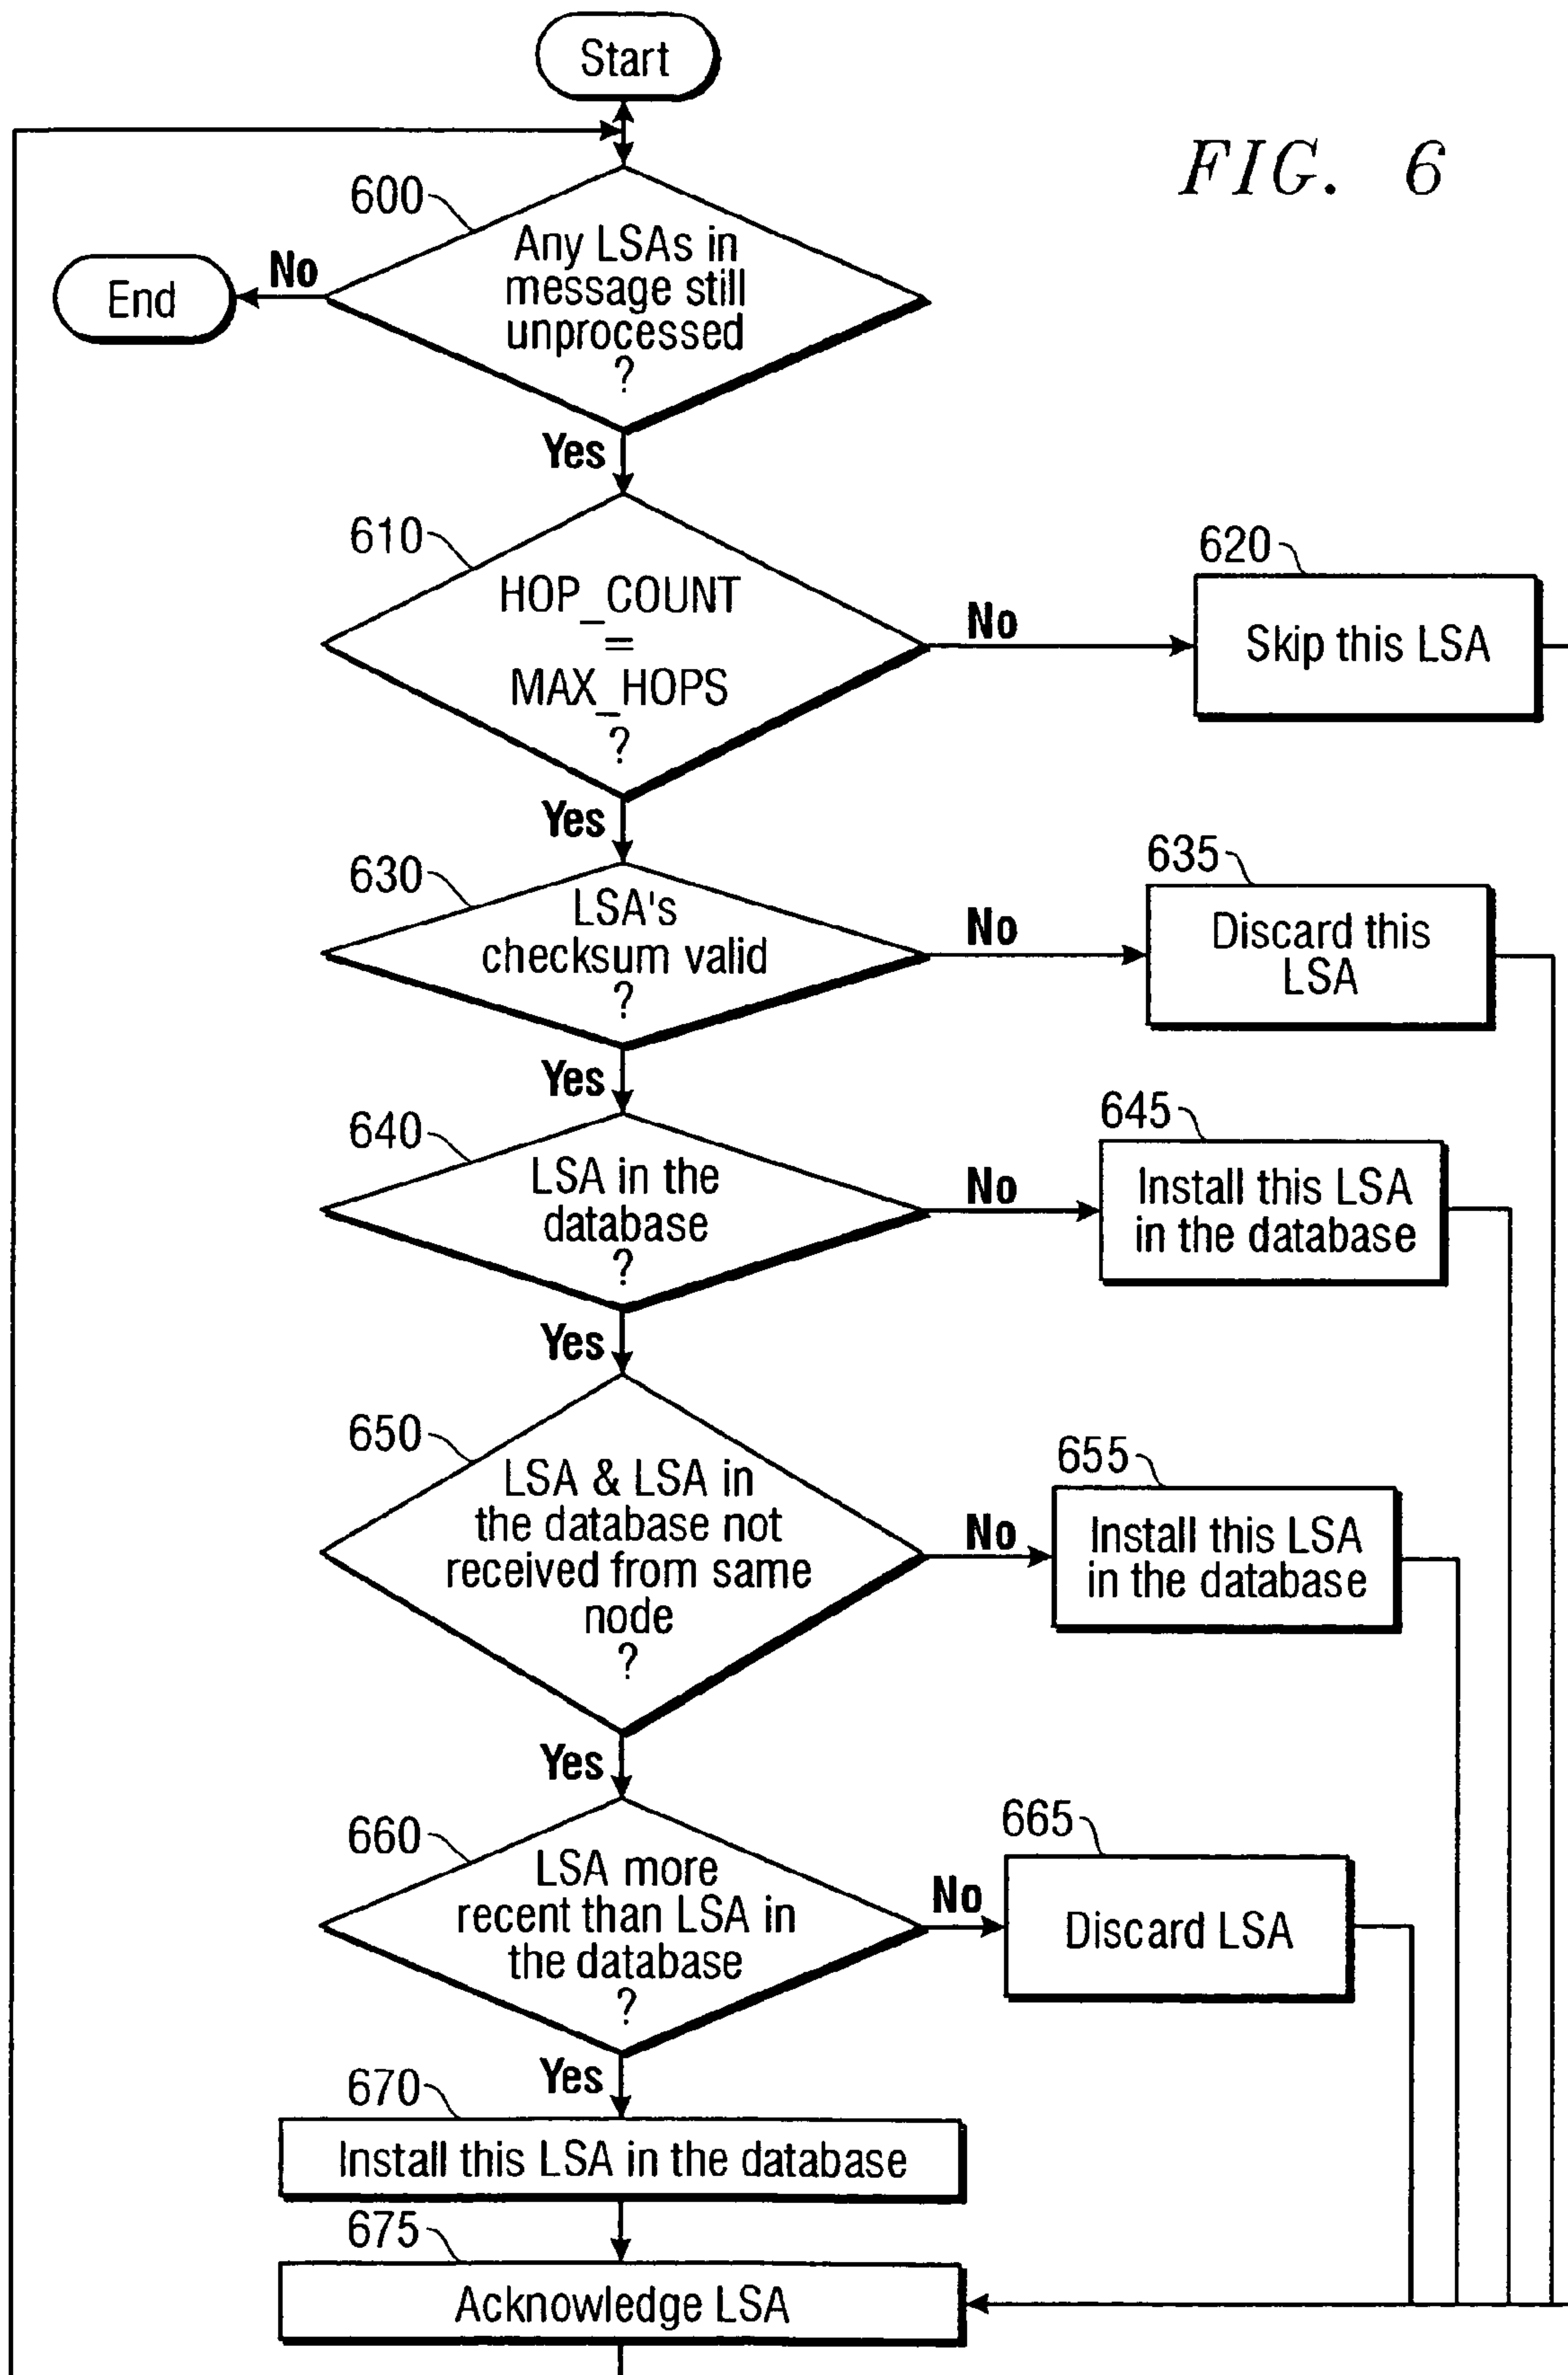 Start
FIG. 6
600
Any LSAs in
message still
unprocessed
?
No
End
Yes
610
HOP_COUNT
=
MAX_HOPS
?
No
620
Skip this LSA
Yes
630
LSA's
checksum valid
?
No
635
Discard this
LSA
Yes
640
LSA in the
database
?
No
645
Install this LSA
in the database
Yes
650
LSA & LSA in
the database not
received from same
node
?
No
655
Install this LSA
in the database
Yes
660
LSA more
recent than LSA in
the database
?
No
665
Discard LSA
Yes
670
Install this LSA in the database
675
Acknowledge LSA